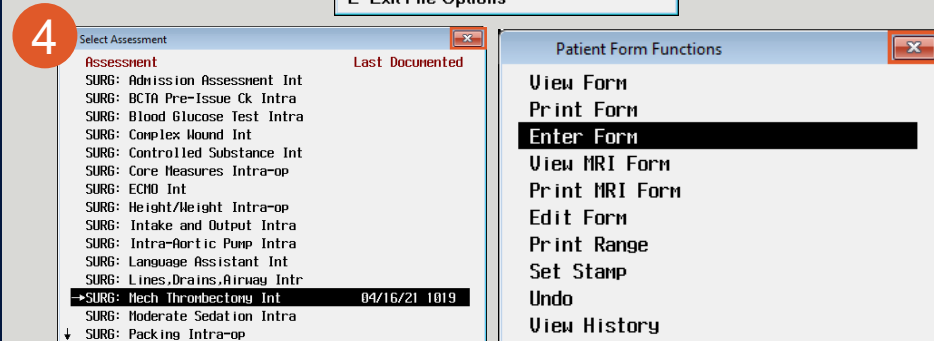 E Exit File Options
4
Select Assessment
Assessment Last Documented
SURG: Admission Assessment Int
SURG: BCTA Pre-Issue Ck Intra
SURG: Blood Glucose Test Intra
SURG: Complex Wound Int
SURG: Controlled Substance Int
SURG: Core Measures Intra-op
SURG: ECMO Int
SURG: Height/Weight Intra-op
SURG: Intake and Output Intra
SURG: Intra-Aortic Pump Intra
SURG: Language Assistant Int
SURG: Lines,Drains,Airway Intr
→SURG: Mech Thrombectomy Int 04/16/21 1019
SURG: Moderate Sedation Intra
↓ SURG: Packing Intra-op
Patient Form Functions
View Form
Print Form
Enter Form
View MRI Form
Print MRI Form
Edit Form
Print Range
Set Stamp
Undo
View History